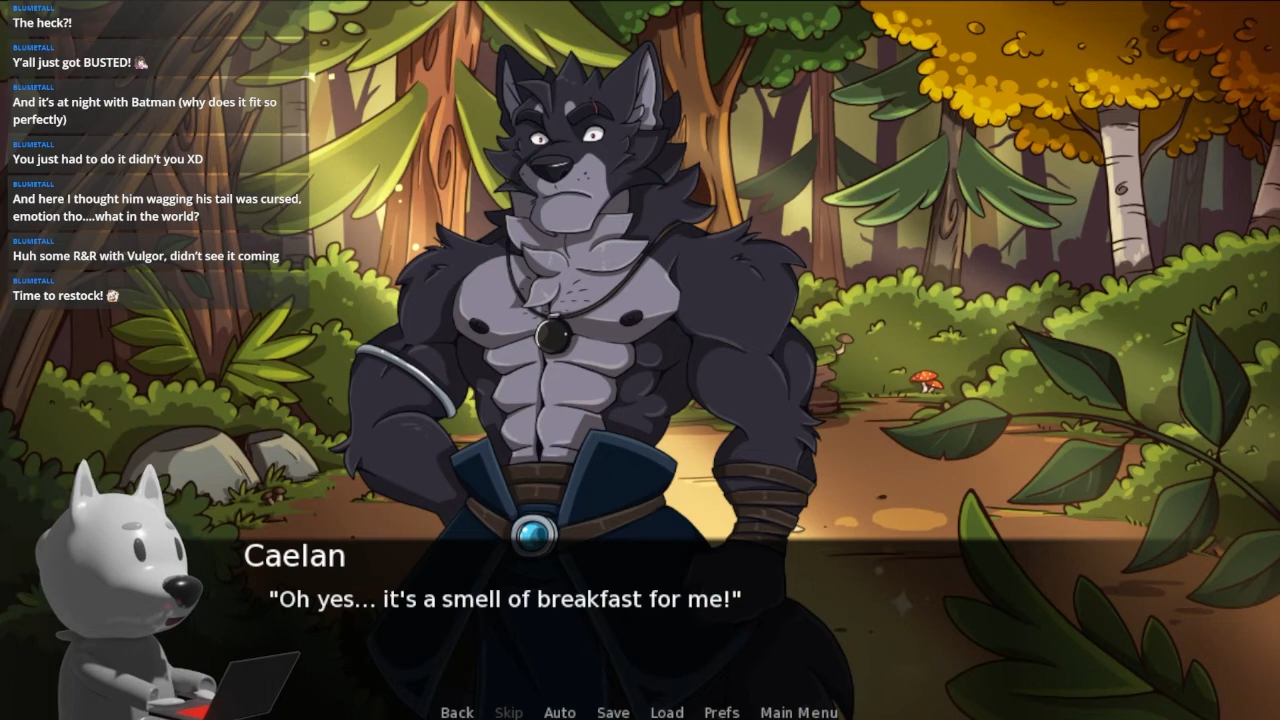 BLUMETALL
The heck?!
BLUMETALL
Y'all just got BUSTED!
BLUMETALL
And it's at night with Batman (why does it fit so
perfectly)
BLUMETALL
You just had to do it didn't you XD
BLUMETALL
And here I thought him wagging his tail was cursed,
emotion tho....what in the world?
BLUMETALL
Huh some R&R with Vulgor, didn't see it coming
BLUMETALL
Time to restock!
Caelan
"Oh yes... it's a smell of breakfast for me!"
Back Skip Auto Save Load Prefs Main Menu